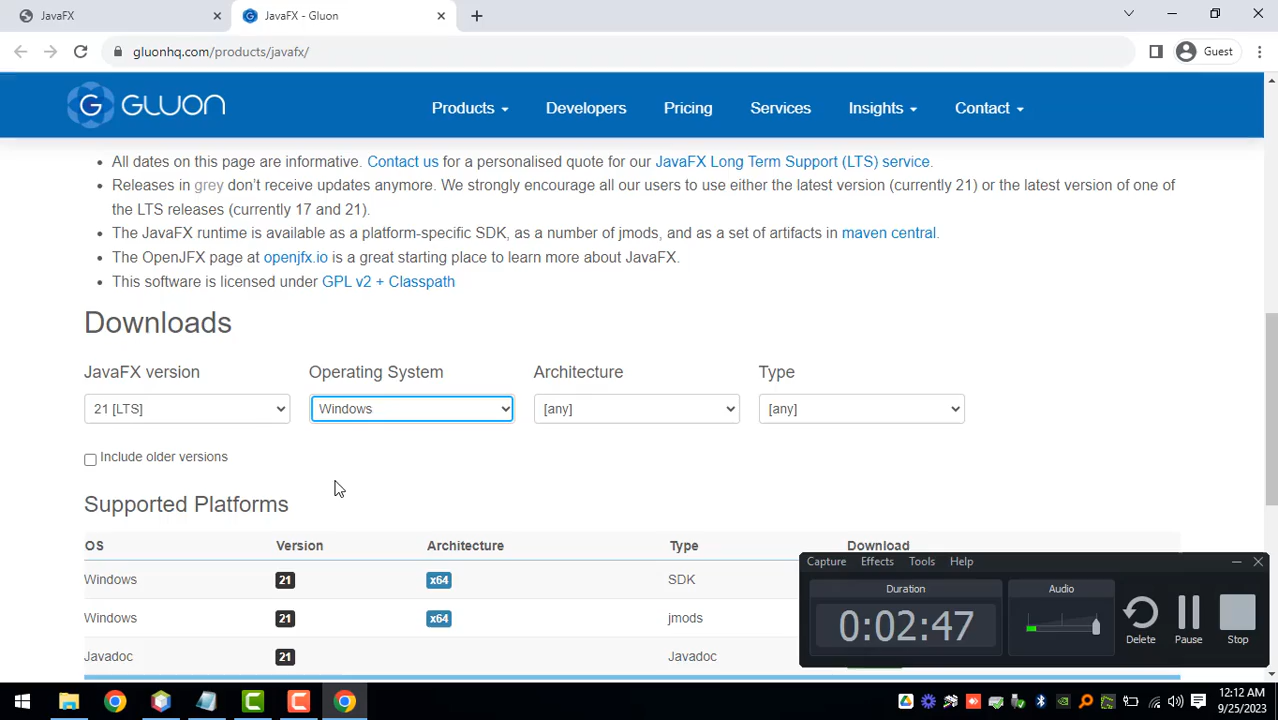 JavaFX
JavaFX - Gluon
gluonhq.com/products/javafx/
Guest
GLUON
Products
Developers
Pricing
Services
Insights
Contact
All dates on this page are informative. Contact us for a personalised quote for our JavaFX Long Term Support (LTS) service.
Releases in grey don't receive updates anymore. We strongly encourage all our users to use either the latest version (currently 21) or the latest version of one of
the LTS releases (currently 17 and 21).
The JavaFX runtime is available as a platform-specific SDK, as a number of jmods, and as a set of artifacts in maven central.
The OpenJFX page at openjfx.io is a great starting place to learn more about JavaFX.
This software is licensed under GPL v2 + Classpath
Downloads
JavaFX version Operating System Architecture Type
21 [LTS] Windows [any] [any]
Include older versions
Supported Platforms
OS Version Architecture Type Download
Windows 21 x64 SDK
Windows 21 x64 jmods
Javadoc 21 Javadoc
Capture Effects Tools Help
Duration Audio
0:02:47
Delete Pause Stop
12:12 AM
9/25/2023